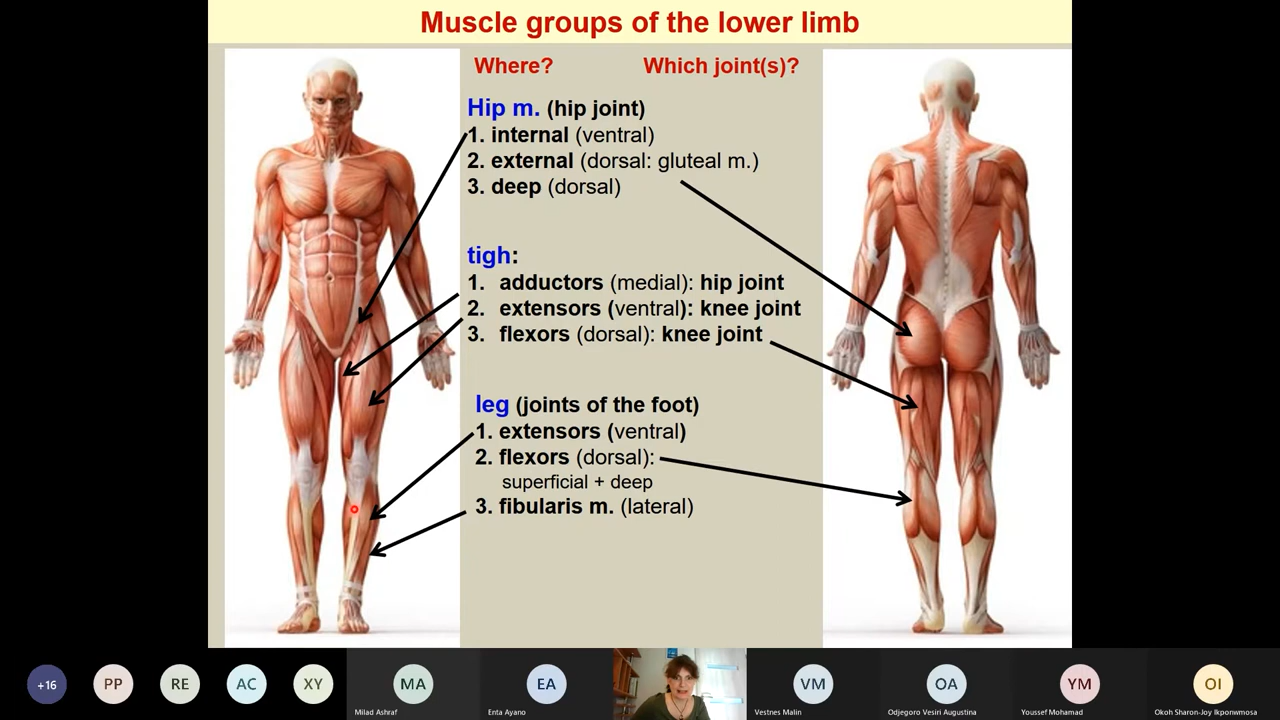 Muscle groups of the lower limb
Where? Which joint(s)?
Hip m. (hip joint)
1. internal (ventral)
2. external (dorsal: gluteal m.)
3. deep (dorsal)
tigh:
1. adductors (medial): hip joint
2. extensors (ventral): knee joint
3. flexors (dorsal): knee joint
leg (joints of the foot)
1. extensors (ventral)
2. flexors (dorsal):
superficial + deep
3. fibularis m. (lateral)
+16 PP RE AC XY MA EA VM OA YM OI
Milad Ashraf Enta Ayano Vestnes Malin Odjegoro Vesiri Augustina Youssef Mohamad Okoh Sharon-Joy Ikponwmosa